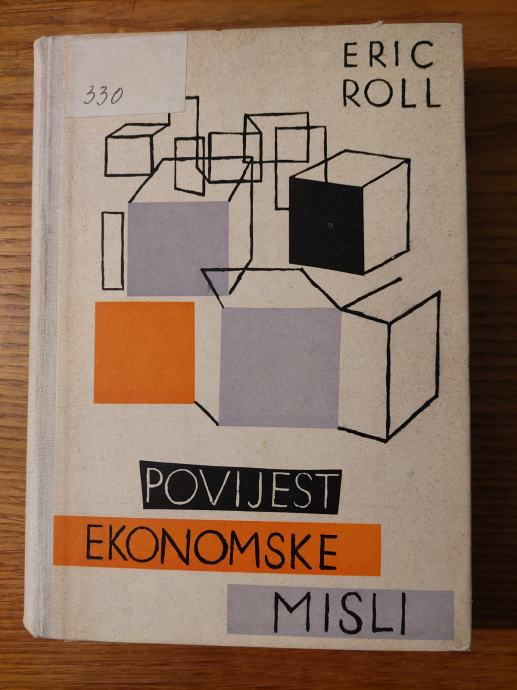 330
ERIC
ROLL
POVIJEST
EKONOMSKE
MISLI